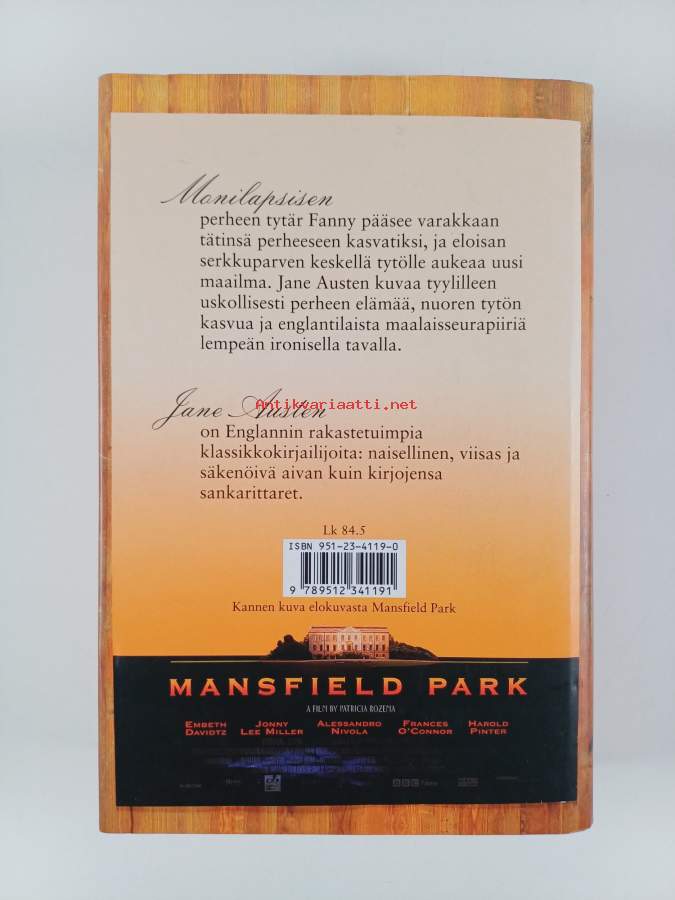 Monilapsisen
perheen tytär Fanny pääsee varakkaan
tätinsä perheeseen kasvatiksi, ja eloisan
serkkuparven keskellä tytölle aukeaa uusi
maailma. Jane Austen kuvaa tyylilleen
uskollisesti perheen elämää, nuoren tytön
kasvua ja englantilaista maalaisseurapiiriä
lempeän ironisella tavalla.
Antikvariaatti.net
Jane Austen
on Englannin rakastetuimpia
klassikkokirjailijoita: naisellinen, viisas ja
säkenöivä aivan kuin kirjojensa
sankarittaret.
Lk 84.5
ISBN 951-23-4119-0
9 789512 341191
Kannen kuva elokuvasta Mansfield Park
MANSFIELD PARK
A FILM BY PATRICIA ROZEMA
EMBETH DAVIDTZ JONNY LEE MILLER ALESSANDRO NIVOLA FRANCES O'CONNOR HAROLD PINTER
BBC Films